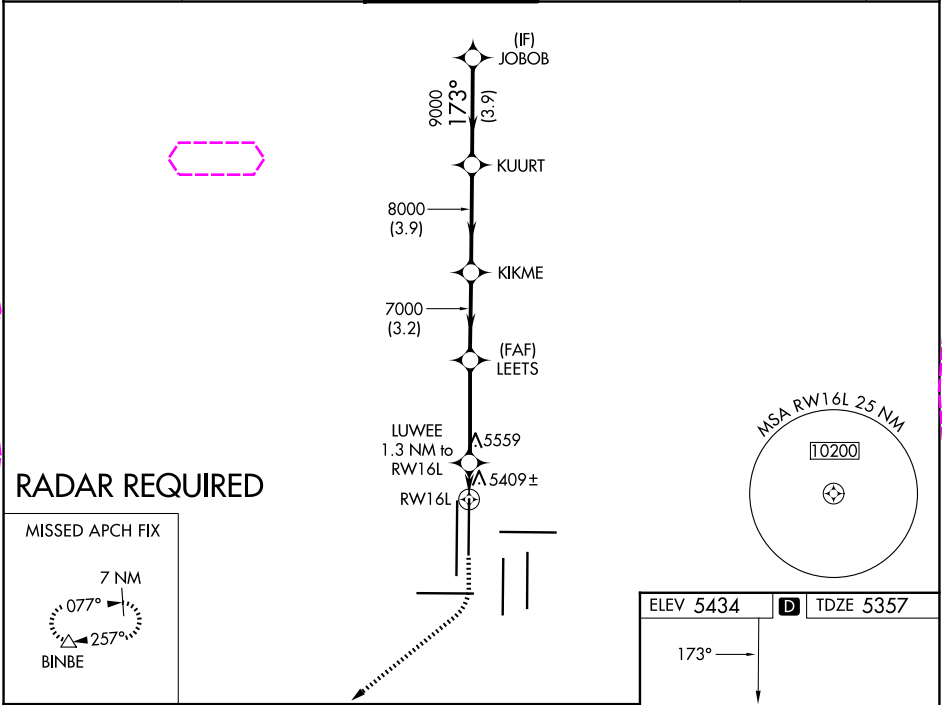 (IF)
JOBOB
9000
173°
(3.9)
KUURT
8000
(3.9)
KIKME
7000
(3.2)
(FAF)
LEETS
LUWEE
1.3 NM to
RW16L
5559
5409±
RW16L
RADAR REQUIRED
MISSED APCH FIX
7 NM
077°
257°
BINBE
MSA RW16L 25 NM
10200
ELEV 5434
D
TDZE 5357
173°